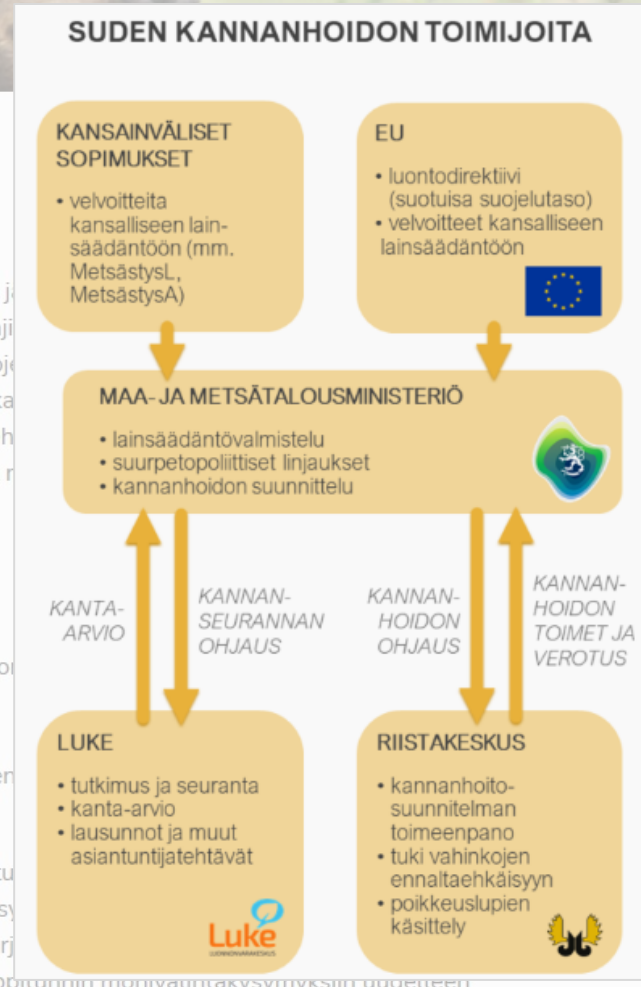 SUDEN KANNANHOIDON TOIMIJOITA
KANSAINVÄLISET
SOPIMUKSET
• velvoitteita
kansalliseen lain-
säädäntöön (mm.
MetsästysL,
MetsästysA)
EU
• luontodirektiivi
(suotuisa suojelutaso)
• velvoitteet kansalliseen
lainsäädäntöön
MAA- JA METSÄTALOUSMINISTERIÖ
• lainsäädäntövalmistelu
• suurpetopoliittiset linjaukset
• kannanhoidon suunnittelu
KANTA-
ARVIO
KANNAN-
SEURANNAN
OHJAUS
KANNAN-
HOIDON
OHJAUS
KANNAN-
HOIDON
TOIMET JA
VEROTUS
LUKE
• tutkimus ja seuranta
• kanta-arvio
• lausunnot ja muut
asiantuntijatehtävät
Luke
LUONNONVARAKESKUS
RIISTAKESKUS
• kannanhoito-
suunnitelman
toimeenpano
• tuki vahinkojen
ennaltaehkäisyyn
• poikkeuslupien
käsittely